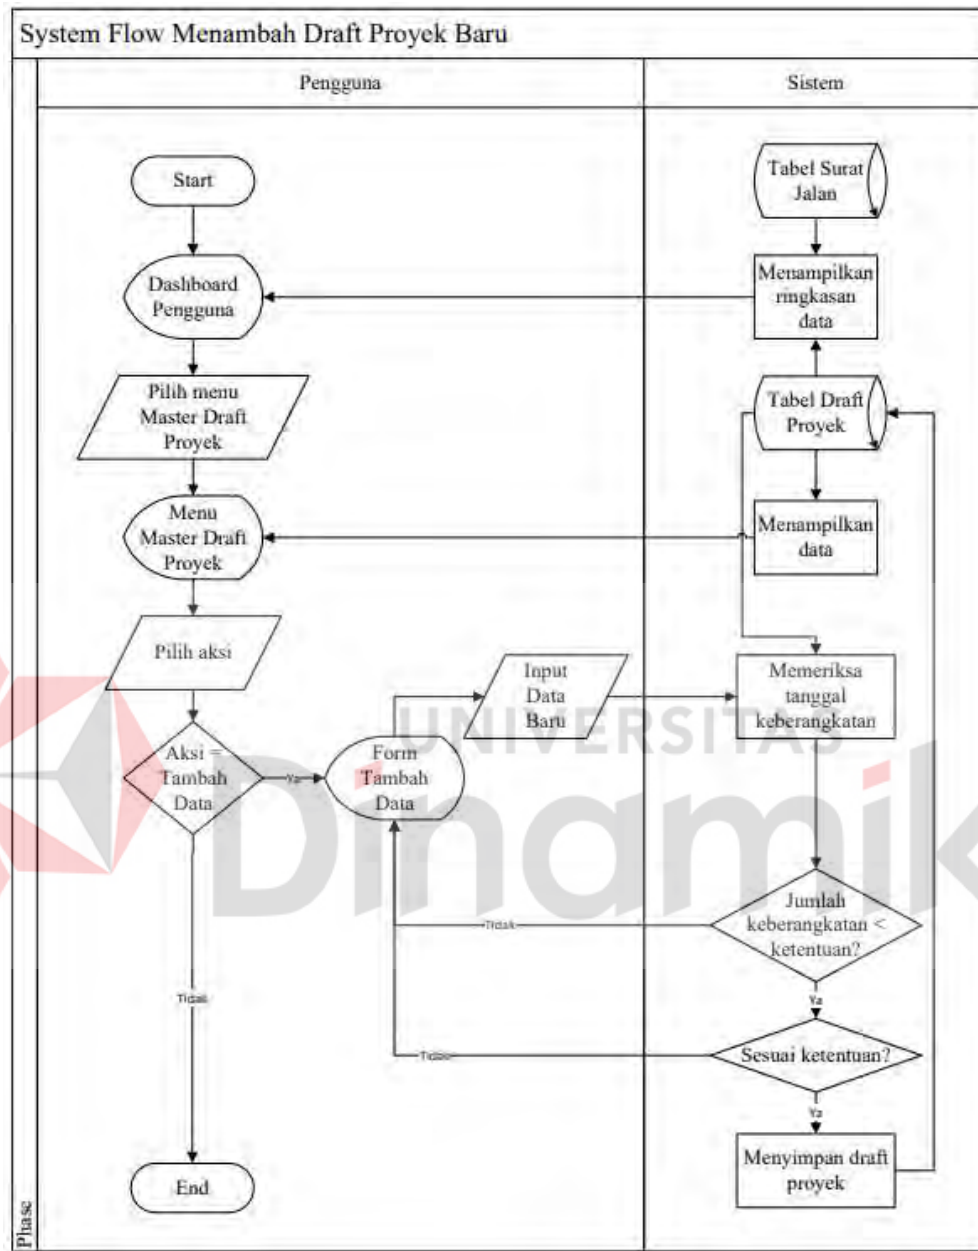 System Flow Menambah Draft Proyek Baru
Pengguna
Sistem
Start
Tabel Surat
Jalan
Dashboard
Pengguna
Menampilkan
ringkasan
data
Pilih menu
Master Draft
Proyek
Tabel Draft
Proyek
Menu
Master Draft
Proyek
Menampilkan
data
Pilih aksi
Input
Data
Baru
Memeriksa
tanggal
keberangkatan
UNIVERSITAS
Dinamika
Aksi =
Tambah
Data
Ya
Form
Tambah
Data
Jumlah
keberangkatan <
ketentuan?
Tidak
Ya
Tidak
Sesuai ketentuan?
Tidak
Ya
End
Menyimpan draft
proyek
Phase